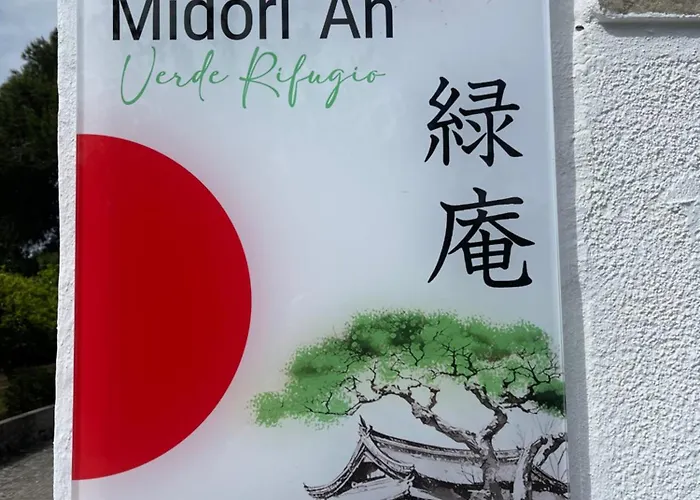 Midori An
Verde Rifugio
緑
庵